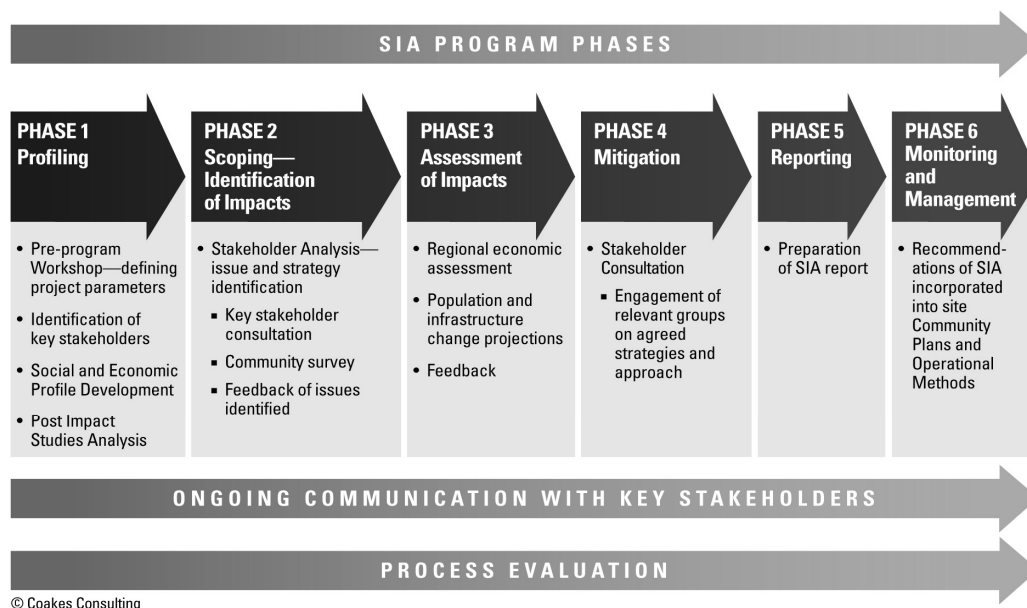 SIA PROGRAM PHASES
PHASE 1
Profiling
• Pre-program
Workshop—defining
project parameters
• Identification of
key stakeholders
• Social and Economic
Profile Development
• Post Impact
Studies Analysis
PHASE 2
Scoping—
Identification
of Impacts
• Stakeholder Analysis—
issue and strategy
identification
▪ Key stakeholder
consultation
▪ Community survey
▪ Feedback of issues
identified
PHASE 3
Assessment
of Impacts
• Regional economic
assessment
• Population and
infrastructure
change projections
• Feedback
PHASE 4
Mitigation
• Stakeholder
Consultation
▪ Engagement of
relevant groups
on agreed
strategies and
approach
PHASE 5
Reporting
• Preparation
of SIA report
PHASE 6
Monitoring
and
Management
• Recommend-
ations of SIA
incorporated
into site
Community
Plans and
Operational
Methods
ONGOING COMMUNICATION WITH KEY STAKEHOLDERS
PROCESS EVALUATION
© Coakes Consulting